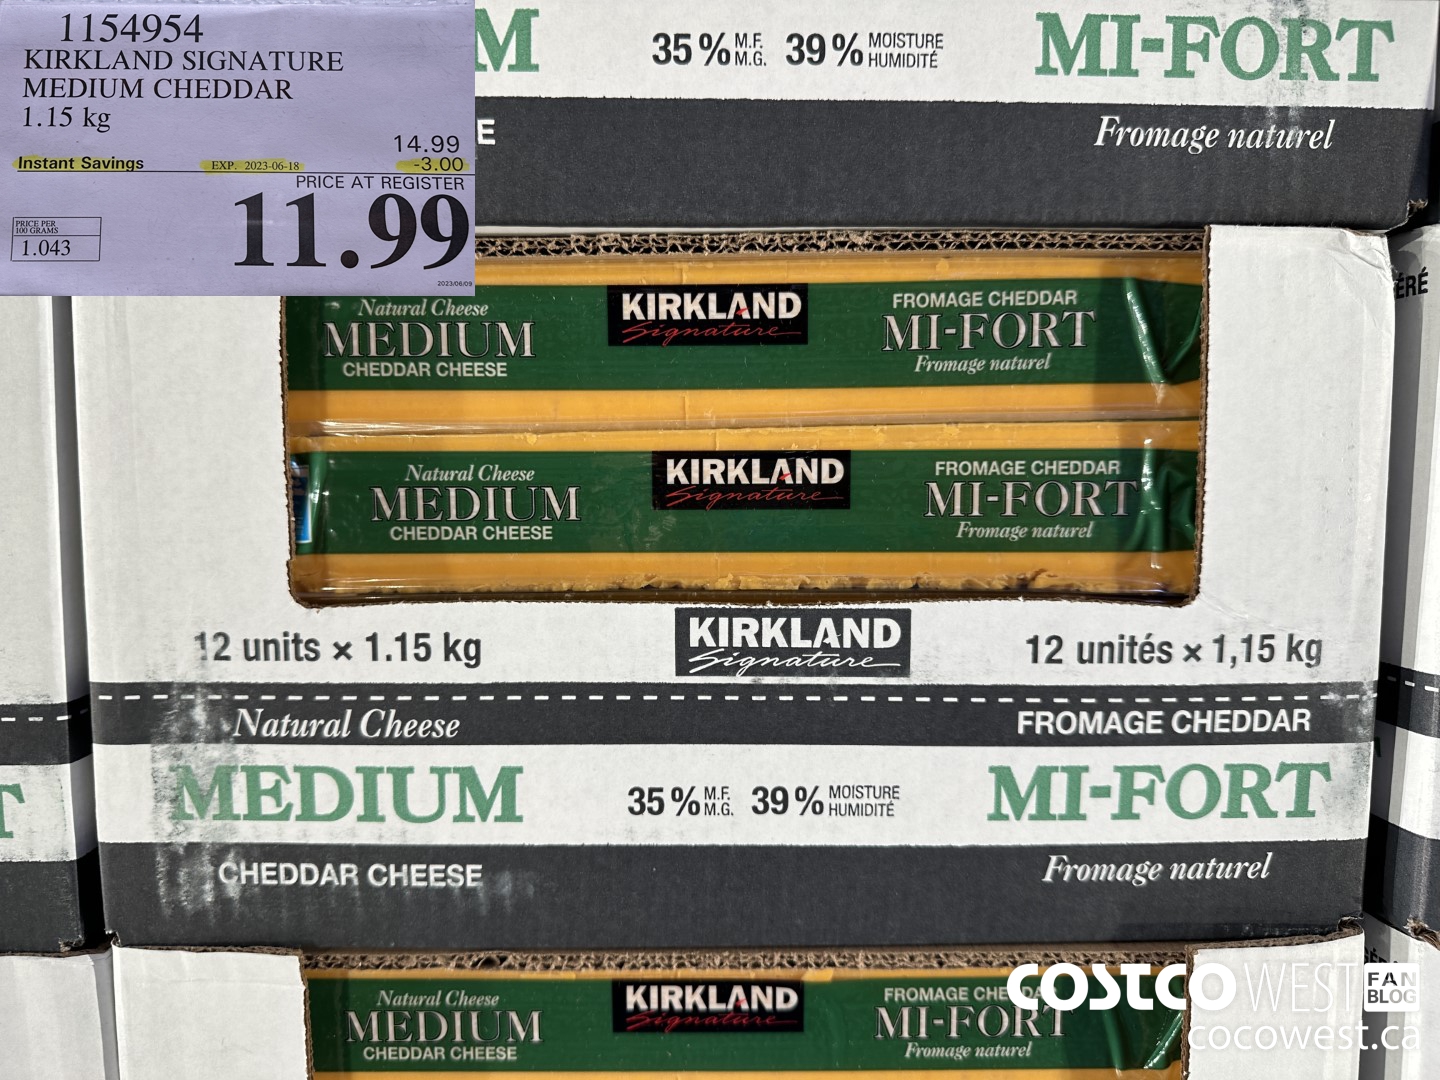 1154954
KIRKLAND SIGNATURE
MEDIUM CHEDDAR
1.15 kg
14.99
Instant Savings EXP. 2023-06-18 -3.00
PRICE AT REGISTER
11.99
PRICE PER
100 GRAMS
1.043
2023/06/09
M
35% M.F. M.G. 39% MOISTURE HUMIDITÉ
MI-FORT
E
Fromage naturel
ÉRÉ
Natural Cheese
MEDIUM
CHEDDAR CHEESE
KIRKLAND
Signature
FROMAGE CHEDDAR
MI-FORT
Fromage naturel
Natural Cheese
MEDIUM
CHEDDAR CHEESE
KIRKLAND
Signature
FROMAGE CHEDDAR
MI-FORT
Fromage naturel
12 units × 1.15 kg
KIRKLAND
Signature
12 unités × 1,15 kg
Natural Cheese
FROMAGE CHEDDAR
T
MEDIUM
35% M.F. M.G. 39% MOISTURE HUMIDITÉ
MI-FORT
CHEDDAR CHEESE
Fromage naturel
Natural Cheese
MEDIUM
CHEDDAR CHEESE
KIRKLAND
Signature
FROMAGE CHEDDAR
MI-FORT
Fromage naturel
COSTCO WEST FAN BLOG
cocowest.ca